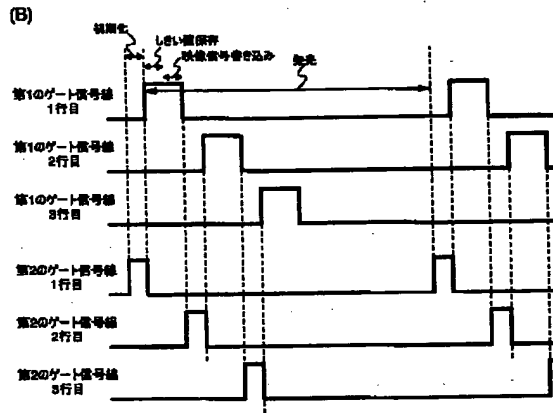 (B)
初期化
しきい値保存
映像信号書き込み
発光
第1のゲート信号線
1行目
第1のゲート信号線
2行目
第1のゲート信号線
3行目
第2のゲート信号線
1行目
第2のゲート信号線
2行目
第2のゲート信号線
3行目